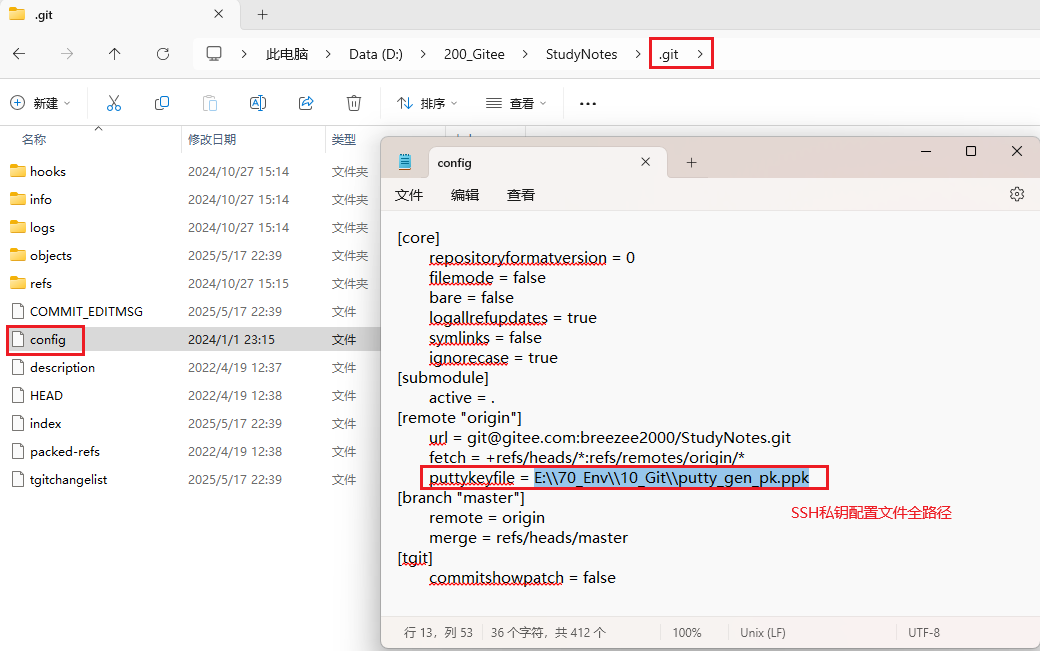 .git
此电脑 Data (D:) 200_Gitee StudyNotes .git
新建 排序 查看
名称 修改日期 类型
hooks 2024/10/27 15:14 文件夹
info 2024/10/27 15:14 文件夹
logs 2024/10/27 15:14 文件夹
objects 2025/5/17 22:39 文件夹
refs 2024/10/27 15:15 文件夹
COMMIT_EDITMSG 2025/5/17 22:39 文件
config 2024/1/1 23:15 文件
description 2022/4/19 12:37 文件
HEAD 2022/4/19 12:38 文件
index 2025/5/17 22:39 文件
packed-refs 2022/4/19 12:38 文件
tgitchangelist 2025/5/17 22:39 文件
config
文件 编辑 查看
[core]
repositoryformatversion = 0
filemode = false
bare = false
logallrefupdates = true
symlinks = false
ignorecase = true
[submodule]
active = .
[remote "origin"]
url = git@gitee.com:breezee2000/StudyNotes.git
fetch = +refs/heads/*:refs/remotes/origin/*
puttykeyfile = E:\\70_Env\\10_Git\\putty_gen_pk.ppk
[branch "master"]
SSH私钥配置文件全路径
remote = origin
merge = refs/heads/master
[tgit]
commitshowpatch = false
行 13，列 53 36 个字符，共 412 个 100% Unix (LF) UTF-8